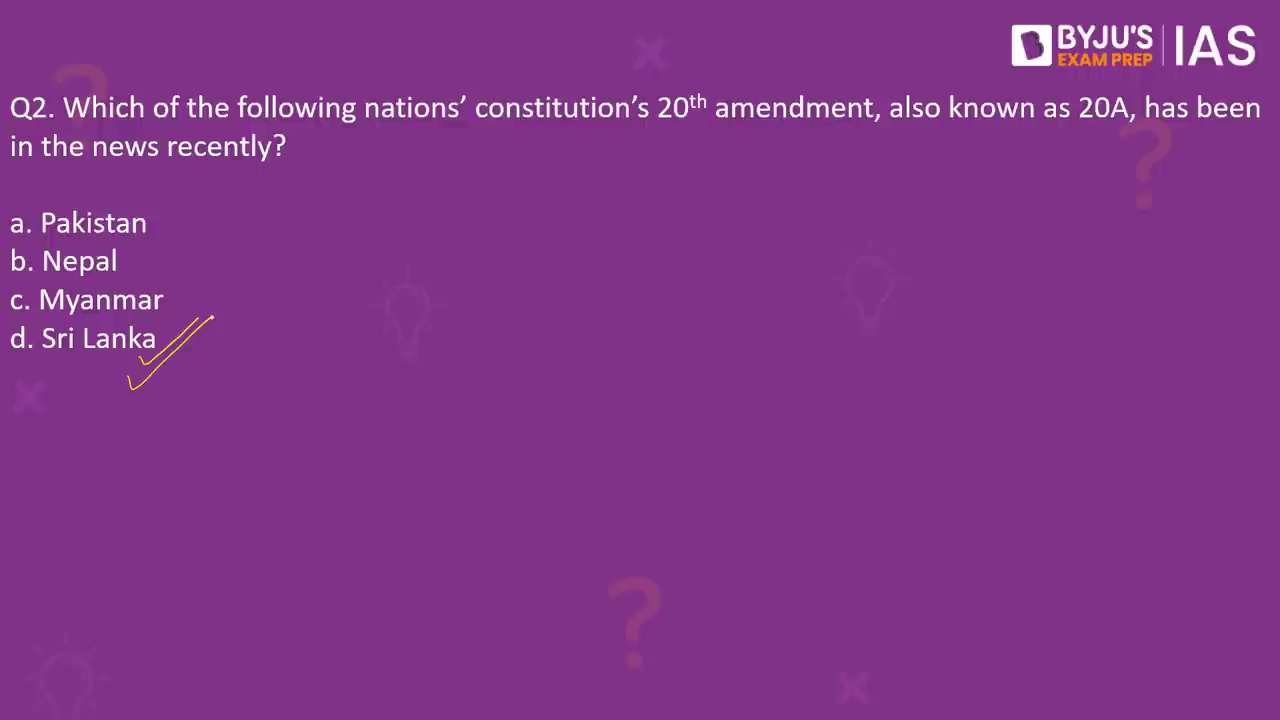 BYJU'S
EXAM PREP
IAS
Q2. Which of the following nations’ constitution’s 20th amendment, also known as 20A, has been
in the news recently?
a. Pakistan
b. Nepal
c. Myanmar
d. Sri Lanka